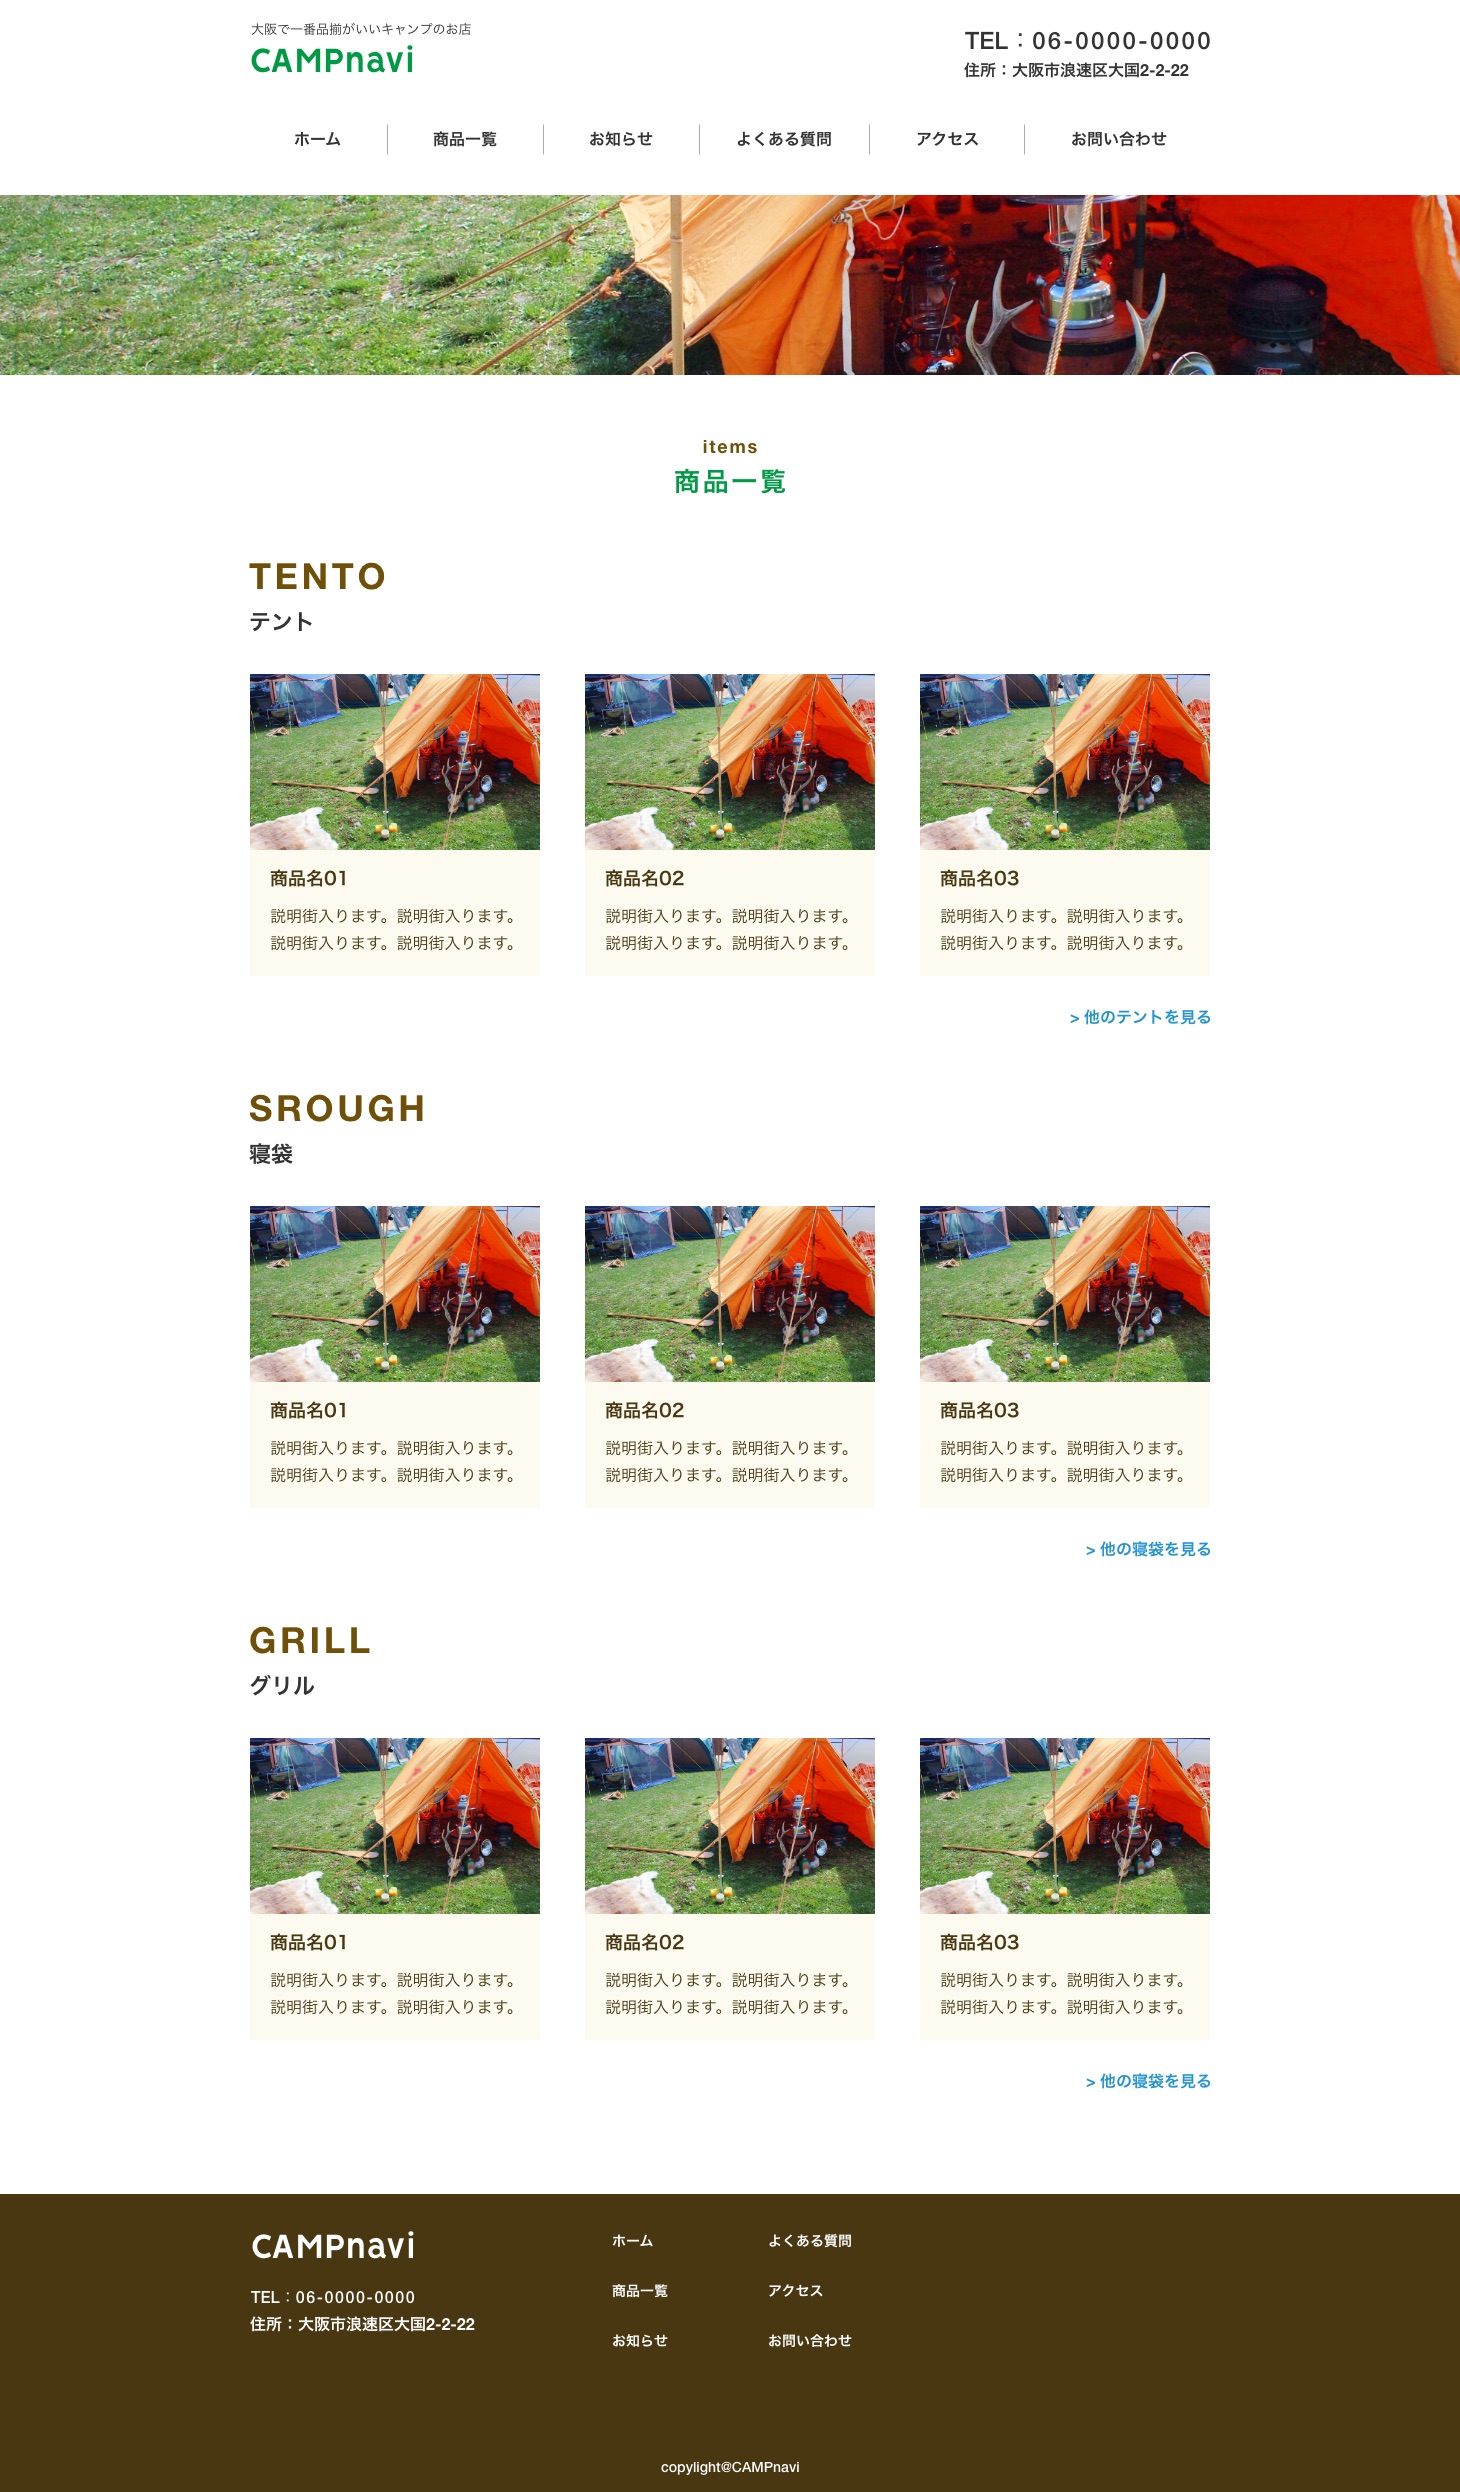 大阪で一番品揃がいいキャンプのお店
CAMPnavi
TEL：06-0000-0000
住所：大阪市浪速区大国2-2-22
ホーム
商品一覧
お知らせ
よくある質問
アクセス
お問い合わせ
items
商品一覧
TENTO
テント
商品名01
説明街入ります。説明街入ります。
説明街入ります。説明街入ります。
商品名02
説明街入ります。説明街入ります。
説明街入ります。説明街入ります。
商品名03
説明街入ります。説明街入ります。
説明街入ります。説明街入ります。
> 他のテントを見る
SROUGH
寝袋
商品名01
説明街入ります。説明街入ります。
説明街入ります。説明街入ります。
商品名02
説明街入ります。説明街入ります。
説明街入ります。説明街入ります。
商品名03
説明街入ります。説明街入ります。
説明街入ります。説明街入ります。
> 他の寝袋を見る
GRILL
グリル
商品名01
説明街入ります。説明街入ります。
説明街入ります。説明街入ります。
商品名02
説明街入ります。説明街入ります。
説明街入ります。説明街入ります。
商品名03
説明街入ります。説明街入ります。
説明街入ります。説明街入ります。
> 他の寝袋を見る
CAMPnavi
TEL：06-0000-0000
住所：大阪市浪速区大国2-2-22
ホーム
商品一覧
お知らせ
よくある質問
アクセス
お問い合わせ
copylight@CAMPnavi